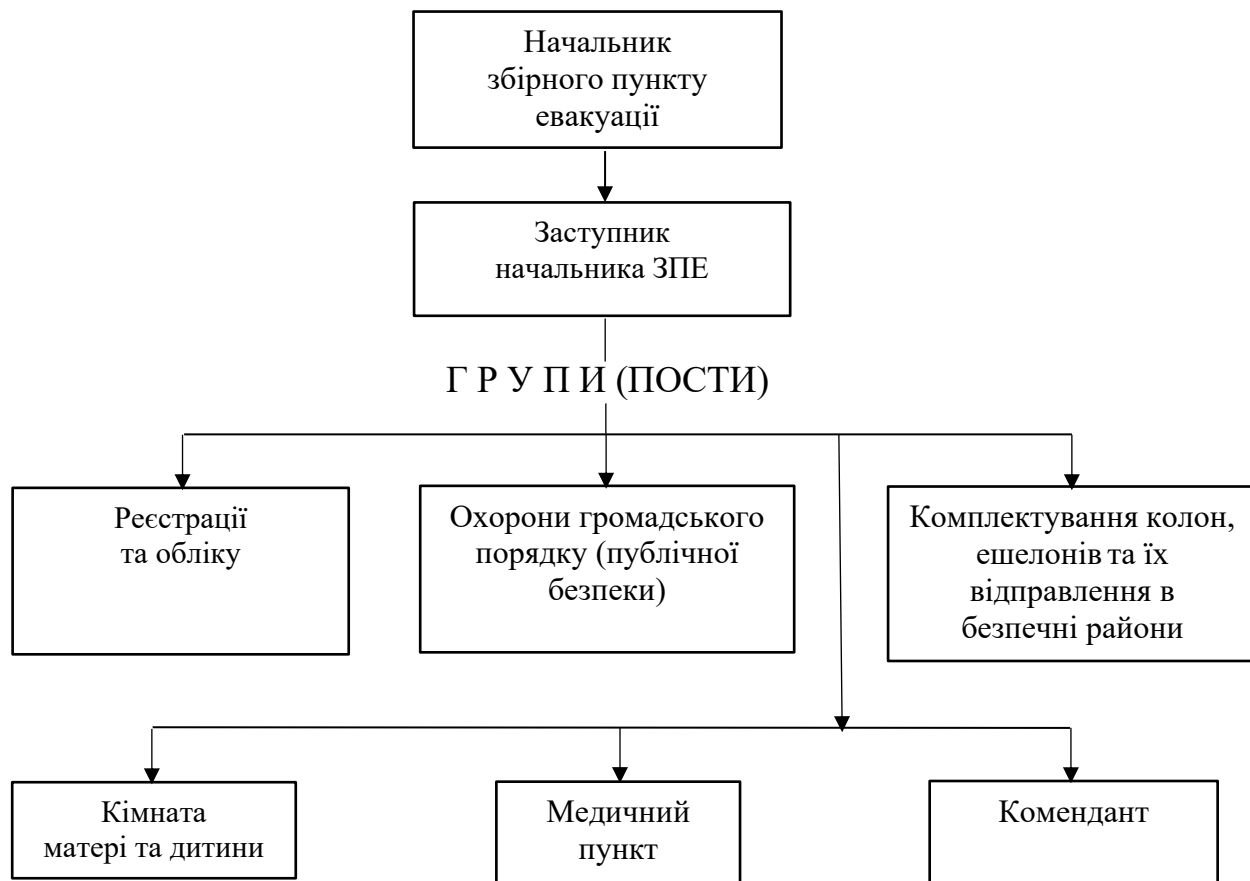 Начальник
збірного пункту
евакуації
Заступник
начальника ЗПЕ
Г Р У П И (ПОСТИ)
Реєстрації
та обліку
Охорони громадського
порядку (публічної
безпеки)
Комплектування колон,
ешелонів та їх
відправлення в
безпечні райони
Кімната
матері та дитини
Медичний
пункт
Комендант